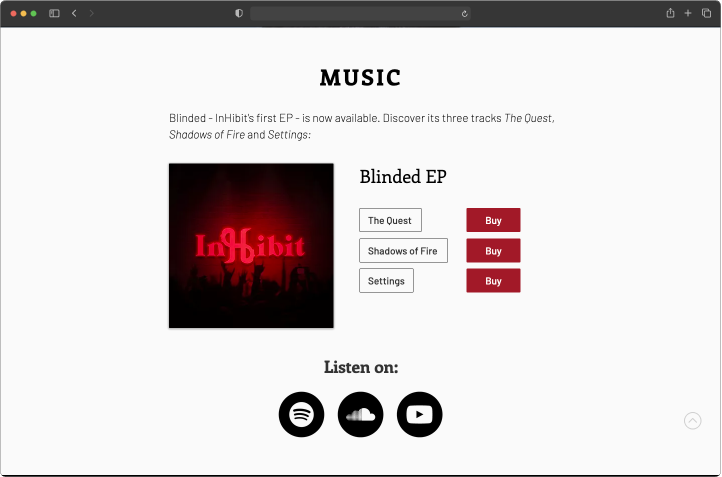 MUSIC
Blinded - InHibit's first EP - is now available. Discover its three tracks The Quest,
Shadows of Fire and Settings:
InHibit
Blinded EP
The Quest Buy
Shadows of Fire Buy
Settings Buy
Listen on: